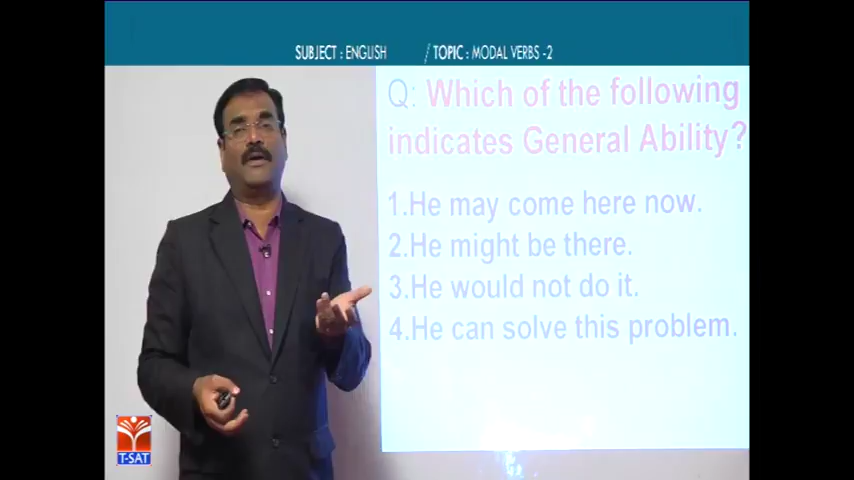 SUBJECT : ENGLISH / TOPIC : MODAL VERBS -2
Q: Which of the following
indicates General Ability?
1.He may come here now.
2.He might be there.
3.He would not do it.
4.He can solve this problem.
T-SAT